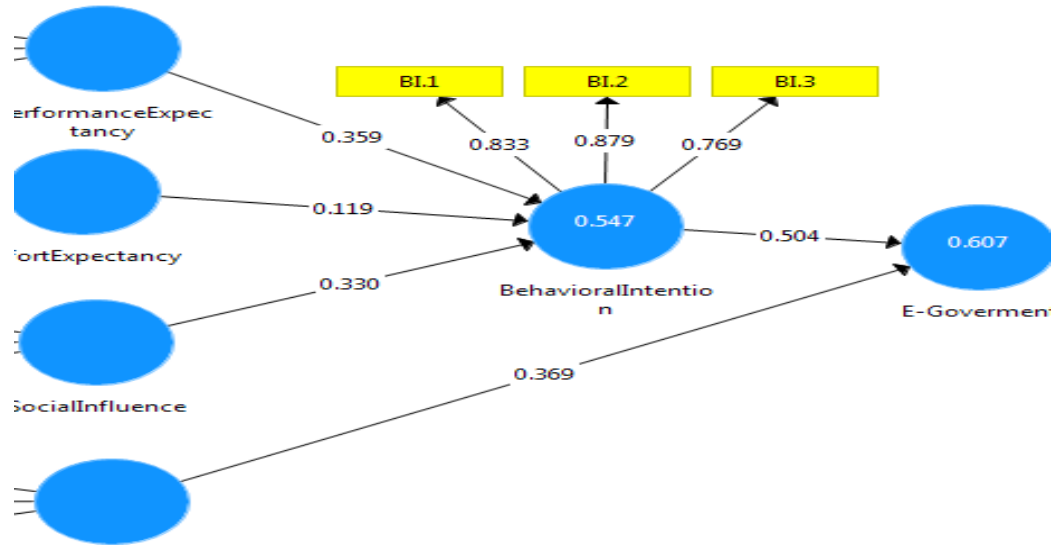 BI.1
BI.2
BI.3
erformanceExpec
tancy
0.359
0.833
0.879
0.769
0.119
0.547
0.504
0.607
fortExpectancy
0.330
BehavioralIntentio
n
E-Goverment
0.369
SocialInfluence